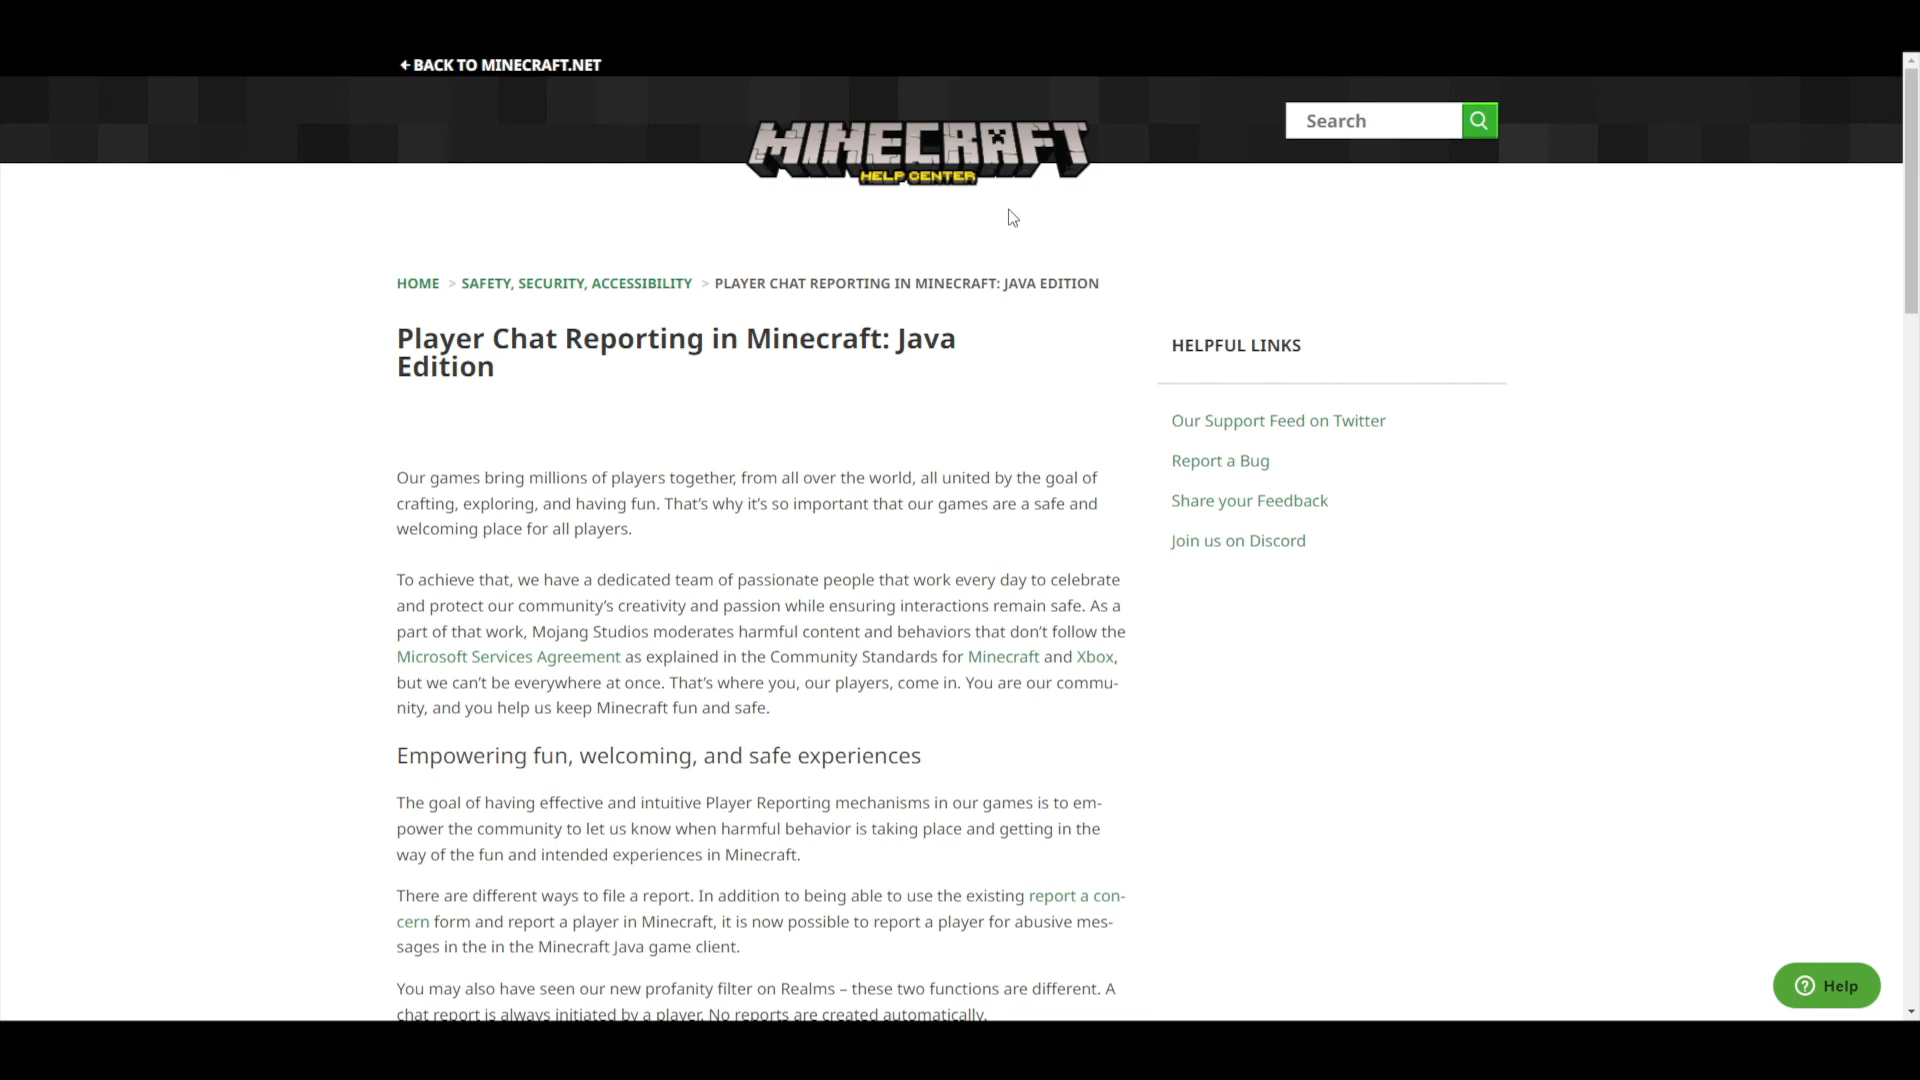 BACK TO MINECRAFT.NET
MINECRAFT
HELP CENTER
Search
HOME > SAFETY, SECURITY, ACCESSIBILITY > PLAYER CHAT REPORTING IN MINECRAFT: JAVA EDITION
Player Chat Reporting in Minecraft: Java
Edition
Our games bring millions of players together, from all over the world, all united by the goal of
crafting, exploring, and having fun. That’s why it’s so important that our games are a safe and
welcoming place for all players.
To achieve that, we have a dedicated team of passionate people that work every day to celebrate
and protect our community’s creativity and passion while ensuring interactions remain safe. As a
part of that work, Mojang Studios moderates harmful content and behaviors that don’t follow the
Microsoft Services Agreement as explained in the Community Standards for Minecraft and Xbox,
but we can’t be everywhere at once. That’s where you, our players, come in. You are our commu-
nity, and you help us keep Minecraft fun and safe.
Empowering fun, welcoming, and safe experiences
The goal of having effective and intuitive Player Reporting mechanisms in our games is to em-
power the community to let us know when harmful behavior is taking place and getting in the
way of the fun and intended experiences in Minecraft.
There are different ways to file a report. In addition to being able to use the existing report a con-
cern form and report a player in Minecraft, it is now possible to report a player for abusive mes-
sages in the in the Minecraft Java game client.
You may also have seen our new profanity filter on Realms – these two functions are different. A
chat report is always initiated by a player. No reports are created automatically.
HELPFUL LINKS
Our Support Feed on Twitter
Report a Bug
Share your Feedback
Join us on Discord
Help